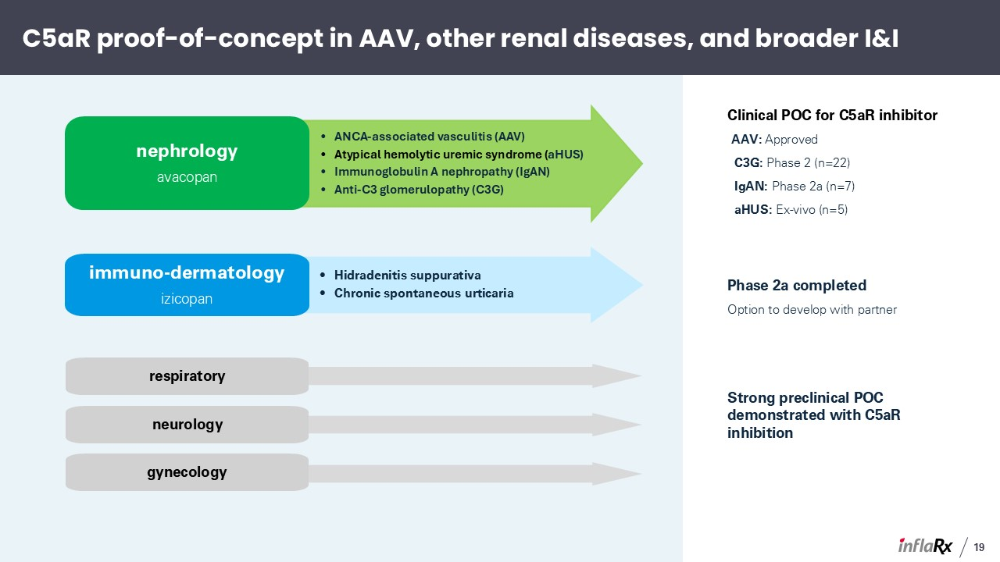 C5aR proof-of-concept in AAV, other renal diseases, and broader I&I
nephrology
avacopan
• ANCA-associated vasculitis (AAV)
• Atypical hemolytic uremic syndrome (aHUS)
• Immunoglobulin A nephropathy (IgAN)
• Anti-C3 glomerulopathy (C3G)
Clinical POC for C5aR inhibitor
AAV: Approved
C3G: Phase 2 (n=22)
IgAN: Phase 2a (n=7)
aHUS: Ex-vivo (n=5)
immuno-dermatology
izicopan
• Hidradenitis suppurativa
• Chronic spontaneous urticaria
Phase 2a completed
Option to develop with partner
respiratory
neurology
gynecology
Strong preclinical POC
demonstrated with C5aR
inhibition
inflaRx / 19